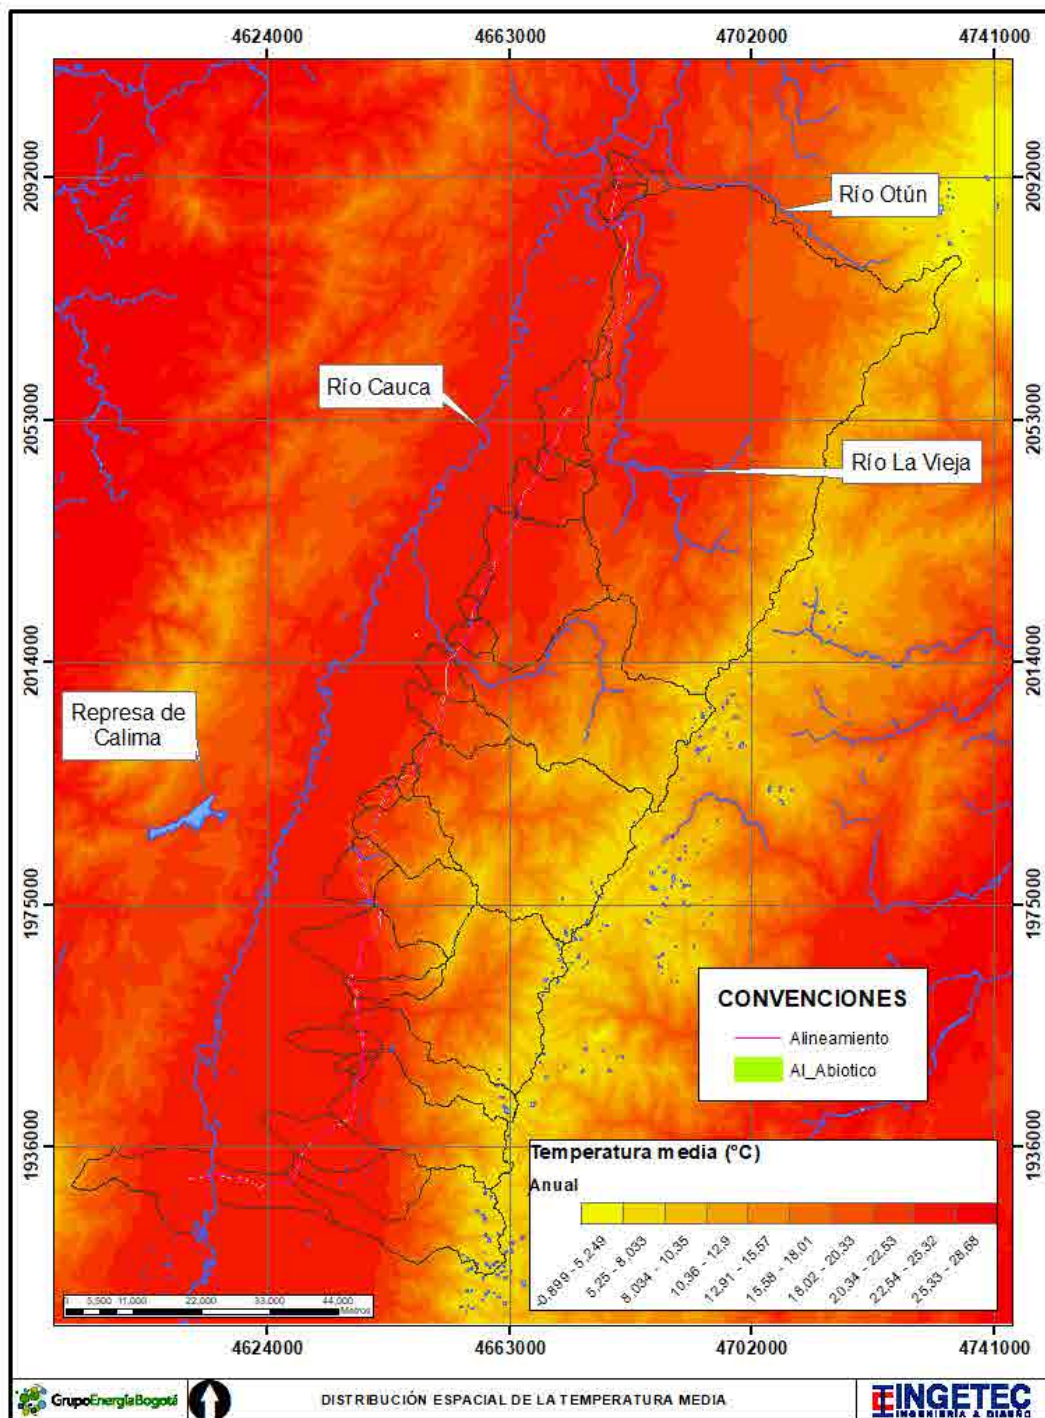 4624000 4663000 4702000 4741000
2092000 2092000
Río Otún
Río Cauca
2053000 2053000
Río La Vieja
2014000 2014000
Represa de
Calima
1975000 1975000
CONVENCIONES
Alineamiento
AI_Abiotico
1936000 1936000
Temperatura media (°C)
Anual
-0,899 - 5,249
5,25 - 8,033
8,034 - 10,35
10,36 - 12,9
12,91 - 15,57
15,58 - 18,01
18,02 - 20,33
20,34 - 22,53
22,54 - 25,32
25,33 - 28,68
5,500 11,000 22,000 33,000 44,000
Metros
4624000 4663000 4702000 4741000
GrupoEnergíaBogotá
DISTRIBUCIÓN ESPACIAL DE LA TEMPERATURA MEDIA
INGETEC
INGENIERÍA & DISEÑO